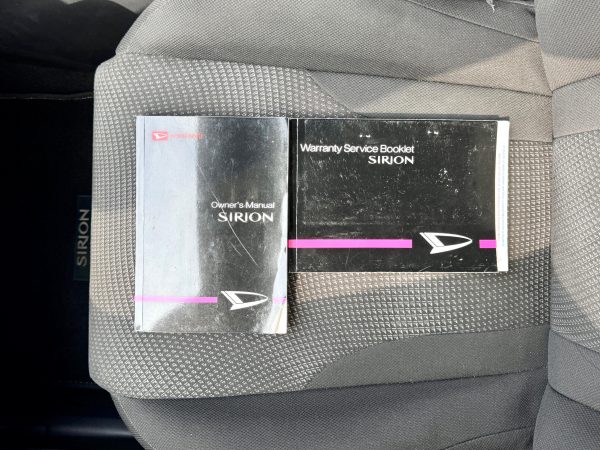 Owner's Manual
SIRION
Warranty Service Booklet
SIRION
SIRION